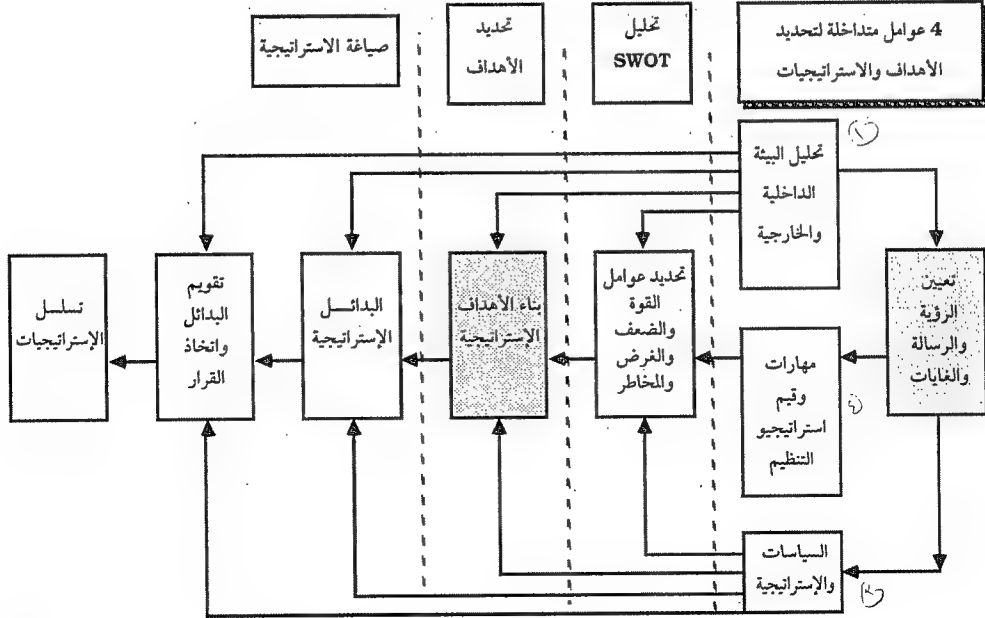 4 عوامل متداخلة لتحديد
الأهداف والاستراتيجيات
تحليل
SWOT
تحديد
الأهداف
صياغة الاستراتيجية
تحليل البيئة
الداخلية
والخارجية
تعيين
الرؤية
والرسالة
والغايات
مهارات
وقيم
استراتيجيو
التنظيم
السياسات
والإستراتيجية
تحديد عوامل
القوة
والضعف
والفرص
والمخاطر
بناء الأهداف
الإستراتيجية
البدائــل
الإستراتيجية
تقويم
البدائل
واتخاذ
القرار
تسلسل
الإستراتيجيات